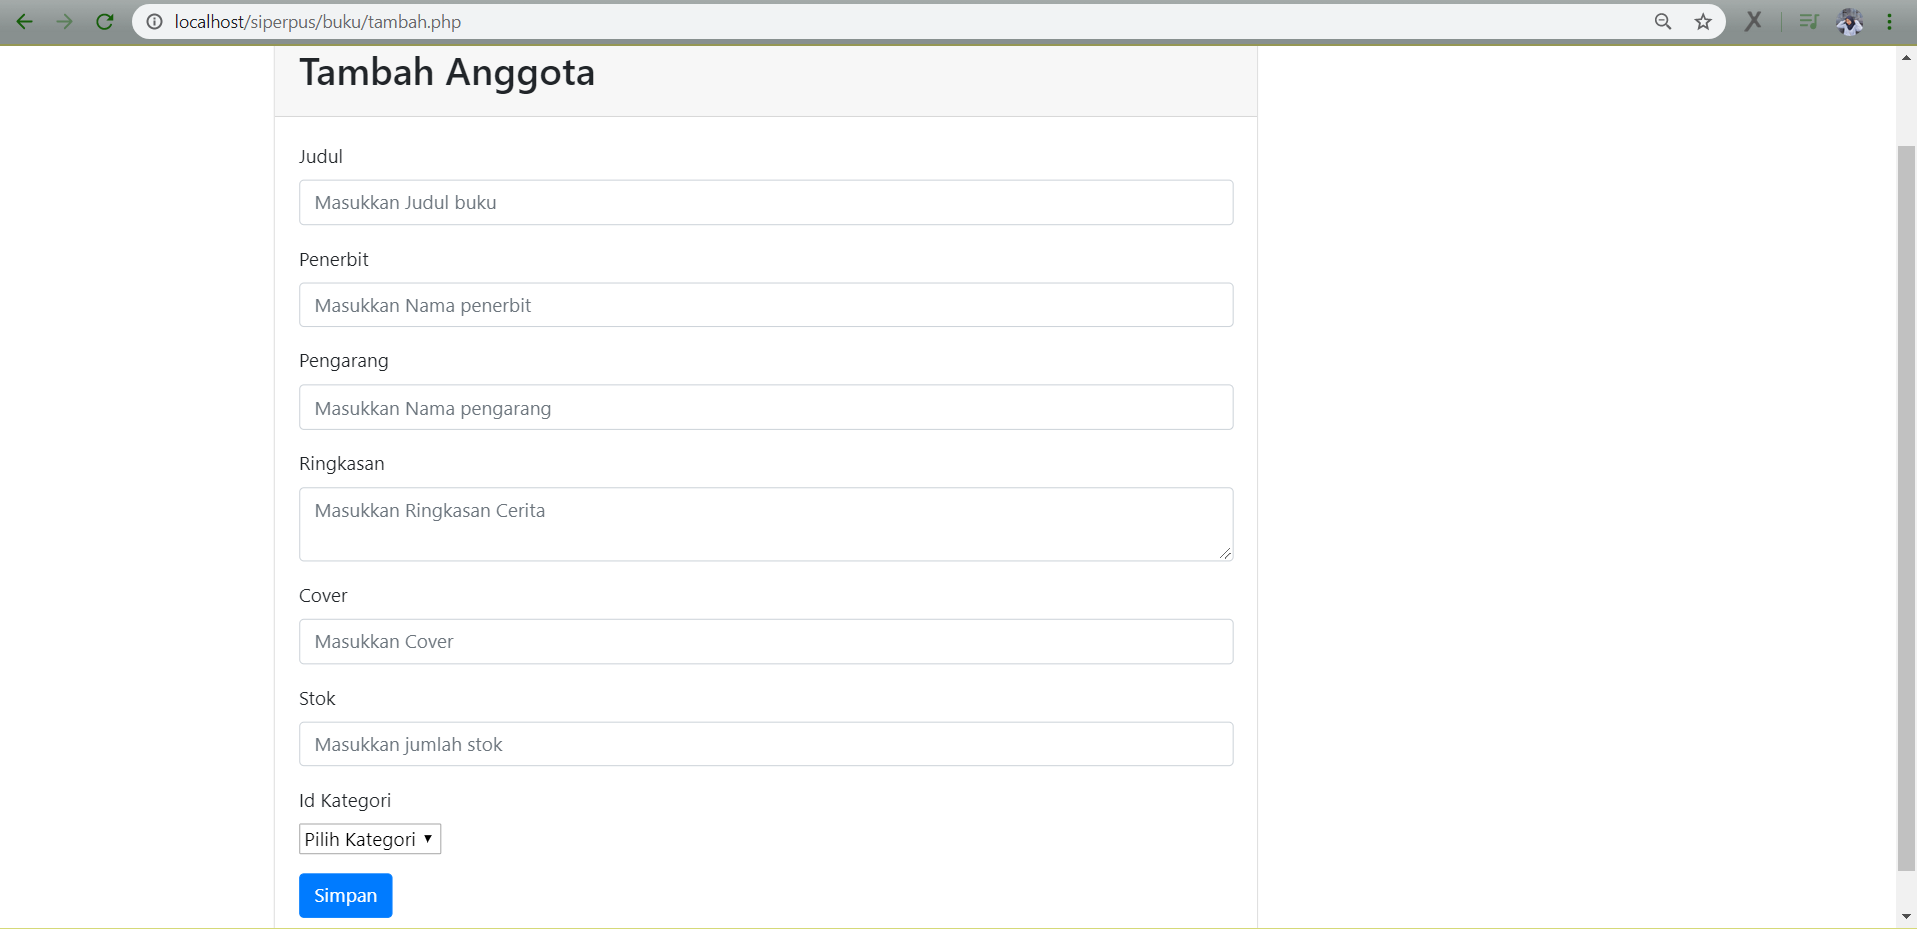 localhost/siperpus/buku/tambah.php
Tambah Anggota
Judul
Masukkan Judul buku
Penerbit
Masukkan Nama penerbit
Pengarang
Masukkan Nama pengarang
Ringkasan
Masukkan Ringkasan Cerita
Cover
Masukkan Cover
Stok
Masukkan jumlah stok
Id Kategori
Pilih Kategori
Simpan